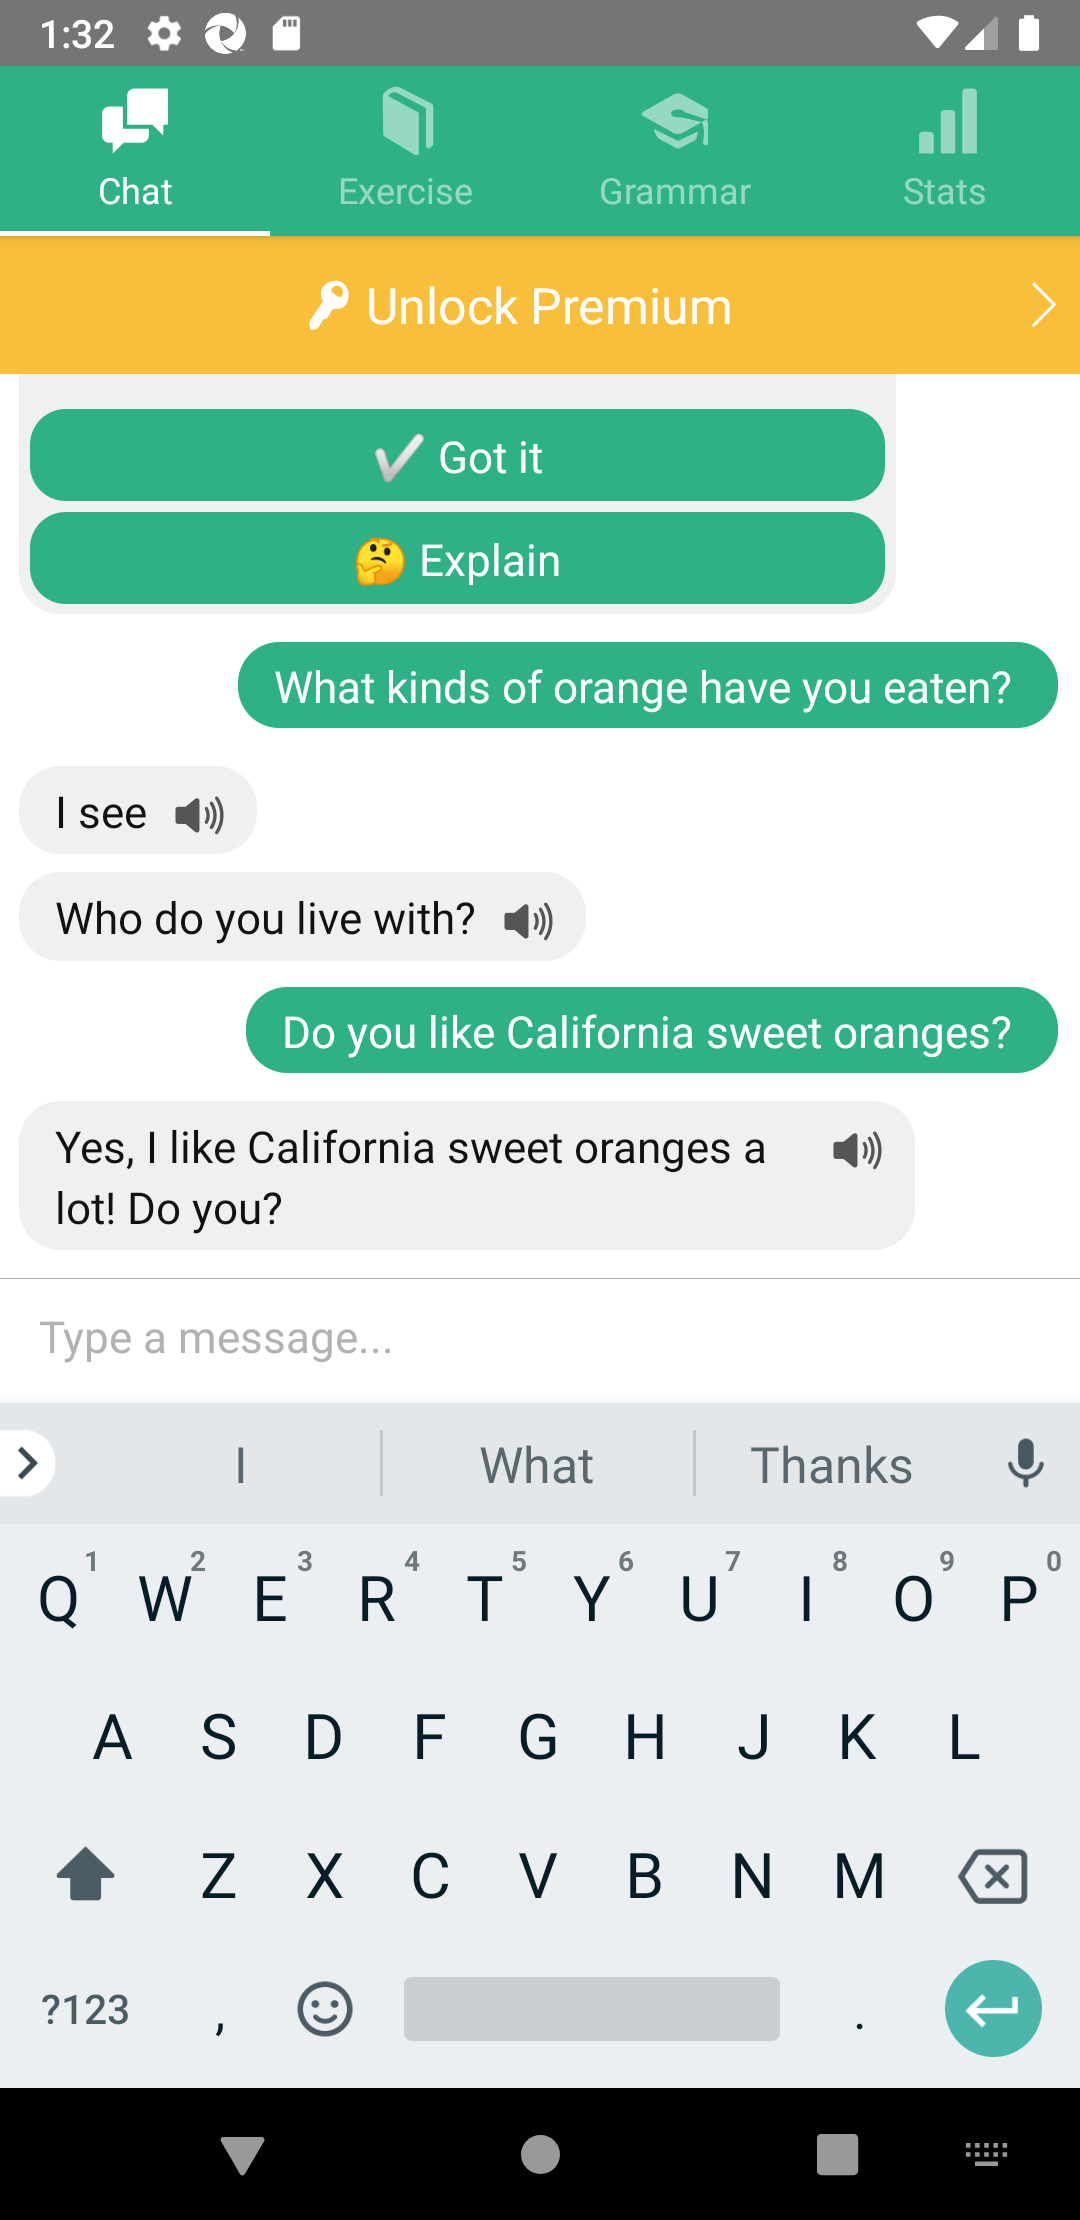 1:32
Chat
Exercise
Grammar
Stats
Unlock Premium
Got it
Explain
What kinds of orange have you eaten?
I see
Who do you live with?
Do you like California sweet oranges?
Yes, I like California sweet oranges a
lot! Do you?
Type a message...
I What Thanks
Q 1 W 2 E 3 R 4 T 5 Y 6 U 7 I 8 O 9 P 0
A S D F G H J K L
Z X C V B N M
?123 , .